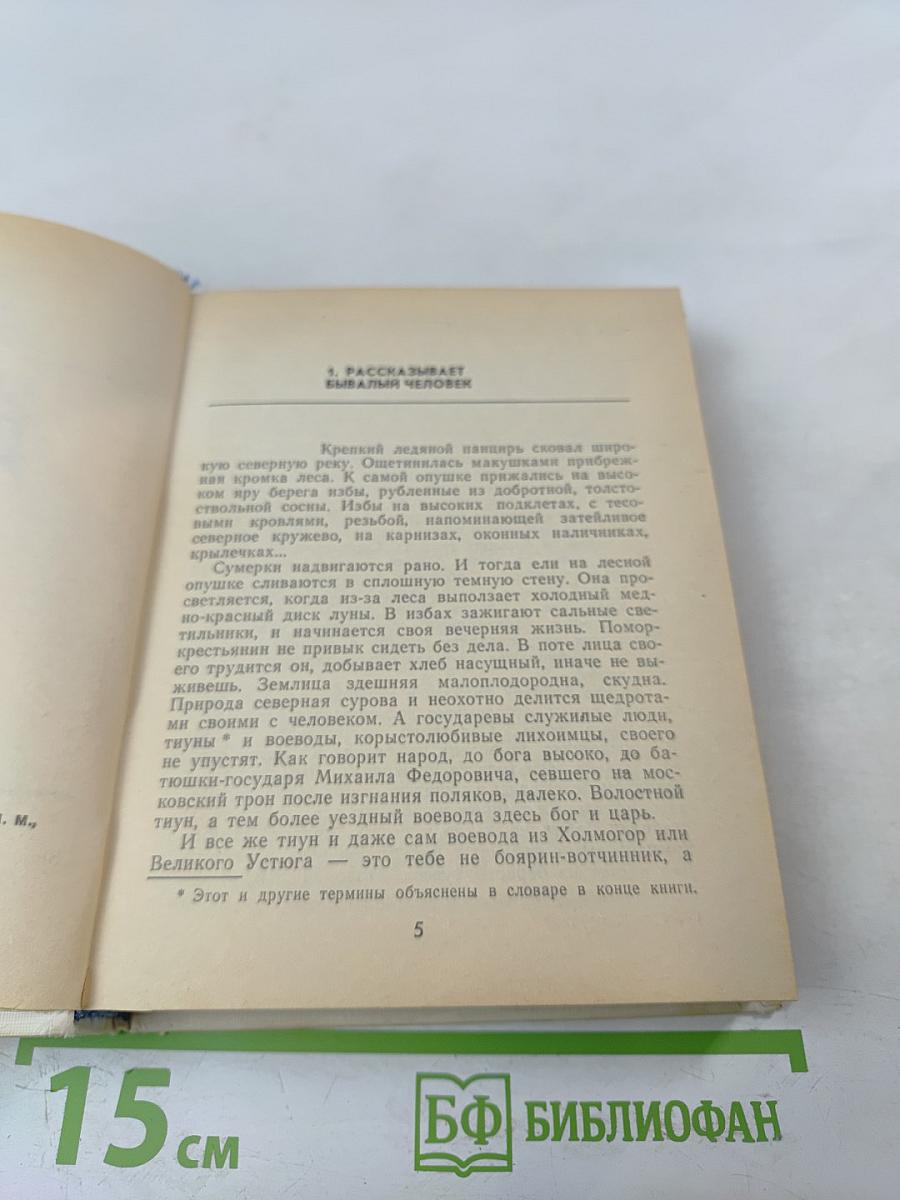 1. РАССКАЗЫВАЕТ
БЫВАЛЫЙ ЧЕЛОВЕК
Крепкий ледяной панцирь сковал широ-
кую северную реку. Ощетинилась макушками прибреж-
ная кромка леса. К самой опушке прижались на высо-
ком яру берега избы, рубленные из добротной, толсто-
ствольной сосны. Избы на высоких подклетах, с тесо-
выми кровлями, резьбой, напоминающей затейливое
северное кружево, на карнизах, оконных наличниках,
крылечках...
Сумерки надвигаются рано. И тогда ели на лесной
опушке сливаются в сплошную темную стену. Она про-
светляется, когда из-за леса выползает холодный мед-
но-красный диск луны. В избах зажигают сальные све-
тильники, и начинается своя вечерняя жизнь. Помор-
крестьянин не привык сидеть без дела. В поте лица сво-
его трудится он, добывает хлеб насущный, иначе не вы-
живешь. Землица здешняя малоплодородна, скудна.
Природа северная сурова и неохотно делится щедрота-
ми своими с человеком. А государевы служилые люди,
тиуны * и воеводы, корыстолюбивые лихоимцы, своего
не упустят. Как говорит народ, до бога высоко, до ба-
тюшки-государя Михаила Федоровича, севшего на мос-
ковский трон после изгнания поляков, далеко. Волостной
тиун, а тем более уездный воевода здесь бог и царь.
И все же тиун и даже сам воевода из Холмогор или
Великого Устюга — это тебе не боярин-вотчинник, а
* Этот и другие термины объяснены в словаре в конце книги.
5
м.,
15 см
БФ БИБЛИОФАН